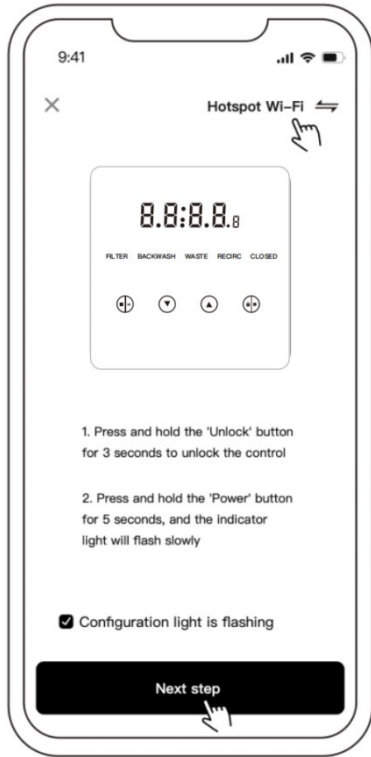 9:41
Hotspot Wi-Fi
8.8:8.8.8
FILTER BACKWASH WASTE RECIRC CLOSED
1. Press and hold the 'Unlock' button
for 3 seconds to unlock the control
2. Press and hold the 'Power' button
for 5 seconds, and the indicator
light will flash slowly
Configuration light is flashing
Next step